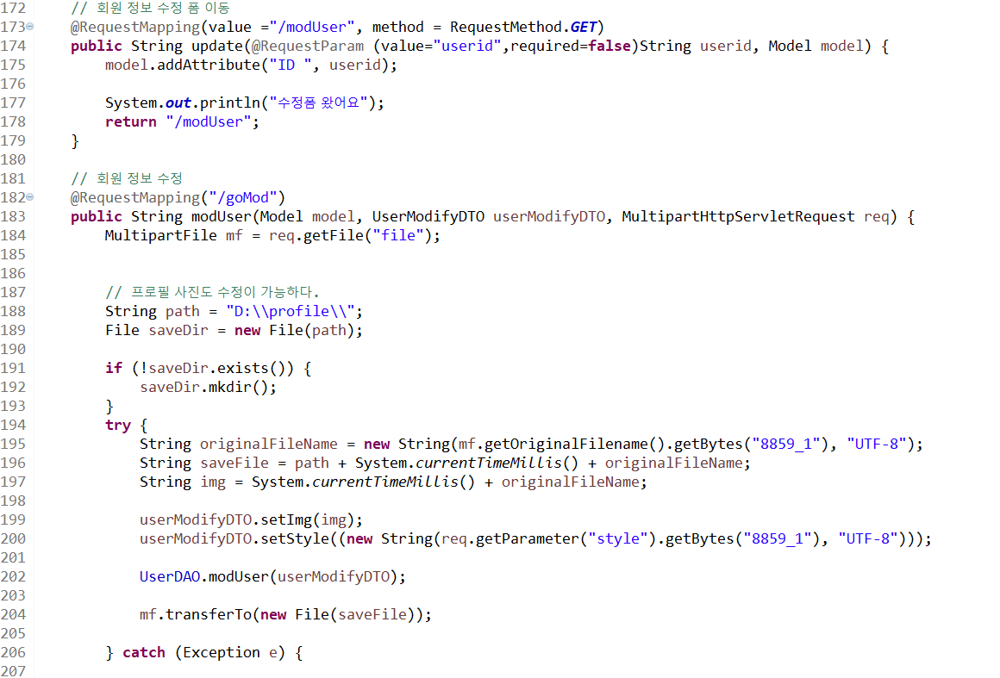 172 // 회원 정보 수정 폼 이동
173 @RequestMapping(value ="/modUser", method = RequestMethod.GET)
174 public String update(@RequestParam (value="userid",required=false)String userid, Model model) {
175 model.addAttribute("ID ", userid);
176
177 System.out.println("수정폼 왔어요");
178 return "/modUser";
179 }
180
181 // 회원 정보 수정
182 @RequestMapping("/goMod")
183 public String modUser(Model model, UserModifyDTO userModifyDTO, MultipartHttpServletRequest req) {
184 MultipartFile mf = req.getFile("file");
185
186
187 // 프로필 사진도 수정이 가능하다.
188 String path = "D:\\profile\\";
189 File saveDir = new File(path);
190
191 if (!saveDir.exists()) {
192 saveDir.mkdir();
193 }
194 try {
195 String originalFileName = new String(mf.getOriginalFilename().getBytes("8859_1"), "UTF-8");
196 String saveFile = path + System.currentTimeMillis() + originalFileName;
197 String img = System.currentTimeMillis() + originalFileName;
198
199 userModifyDTO.setImg(img);
200 userModifyDTO.setStyle((new String(req.getParameter("style").getBytes("8859_1"), "UTF-8")));
201
202 UserDAO.modUser(userModifyDTO);
203
204 mf.transferTo(new File(saveFile));
205
206 } catch (Exception e) {
207